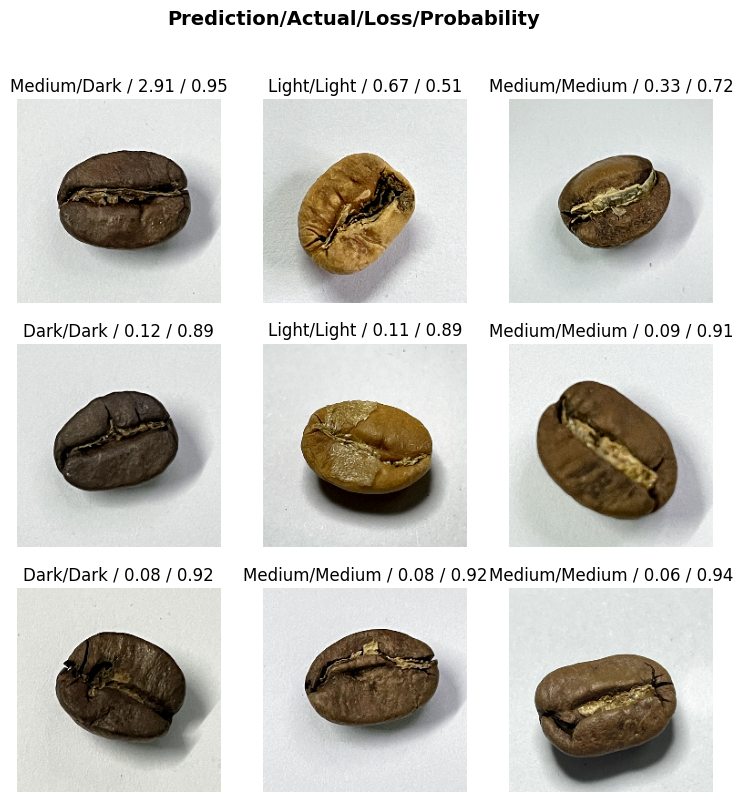 Prediction/Actual/Loss/Probability
Medium/Dark / 2.91 / 0.95
Light/Light / 0.67 / 0.51
Medium/Medium / 0.33 / 0.72
Dark/Dark / 0.12 / 0.89
Light/Light / 0.11 / 0.89
Medium/Medium / 0.09 / 0.91
Dark/Dark / 0.08 / 0.92
Medium/Medium / 0.08 / 0.92
Medium/Medium / 0.06 / 0.94